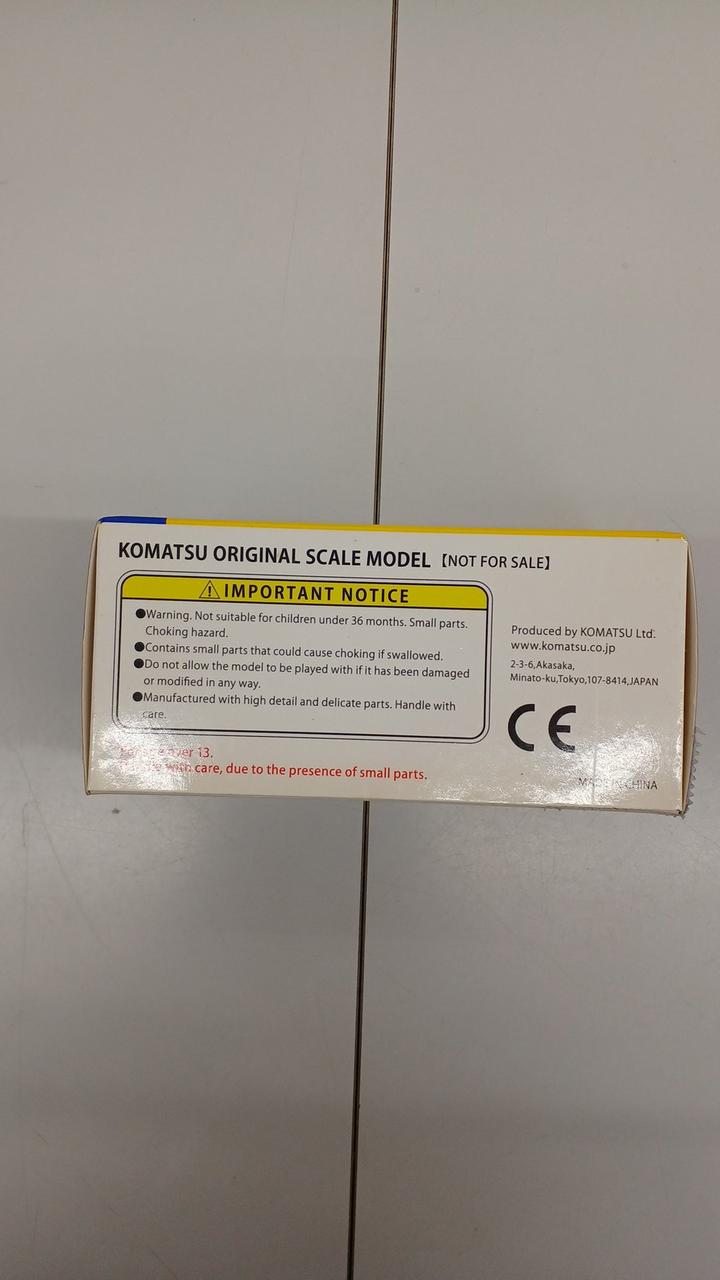 KOMATSU ORIGINAL SCALE MODEL【NOT FOR SALE】
⚠ IMPORTANT NOTICE
●Warning. Not suitable for children under 36 months. Small parts.
Choking hazard.
●Contains small parts that could cause choking if swallowed.
●Do not allow the model to be played with if it has been damaged
or modified in any way.
●Manufactured with high detail and delicate parts. Handle with
care.
over 13.
with care, due to the presence of small parts.
Produced by KOMATSU Ltd.
www.komatsu.co.jp
2-3-6,Akasaka,
Minato-ku,Tokyo,107-8414,JAPAN
CE
MADE IN CHINA